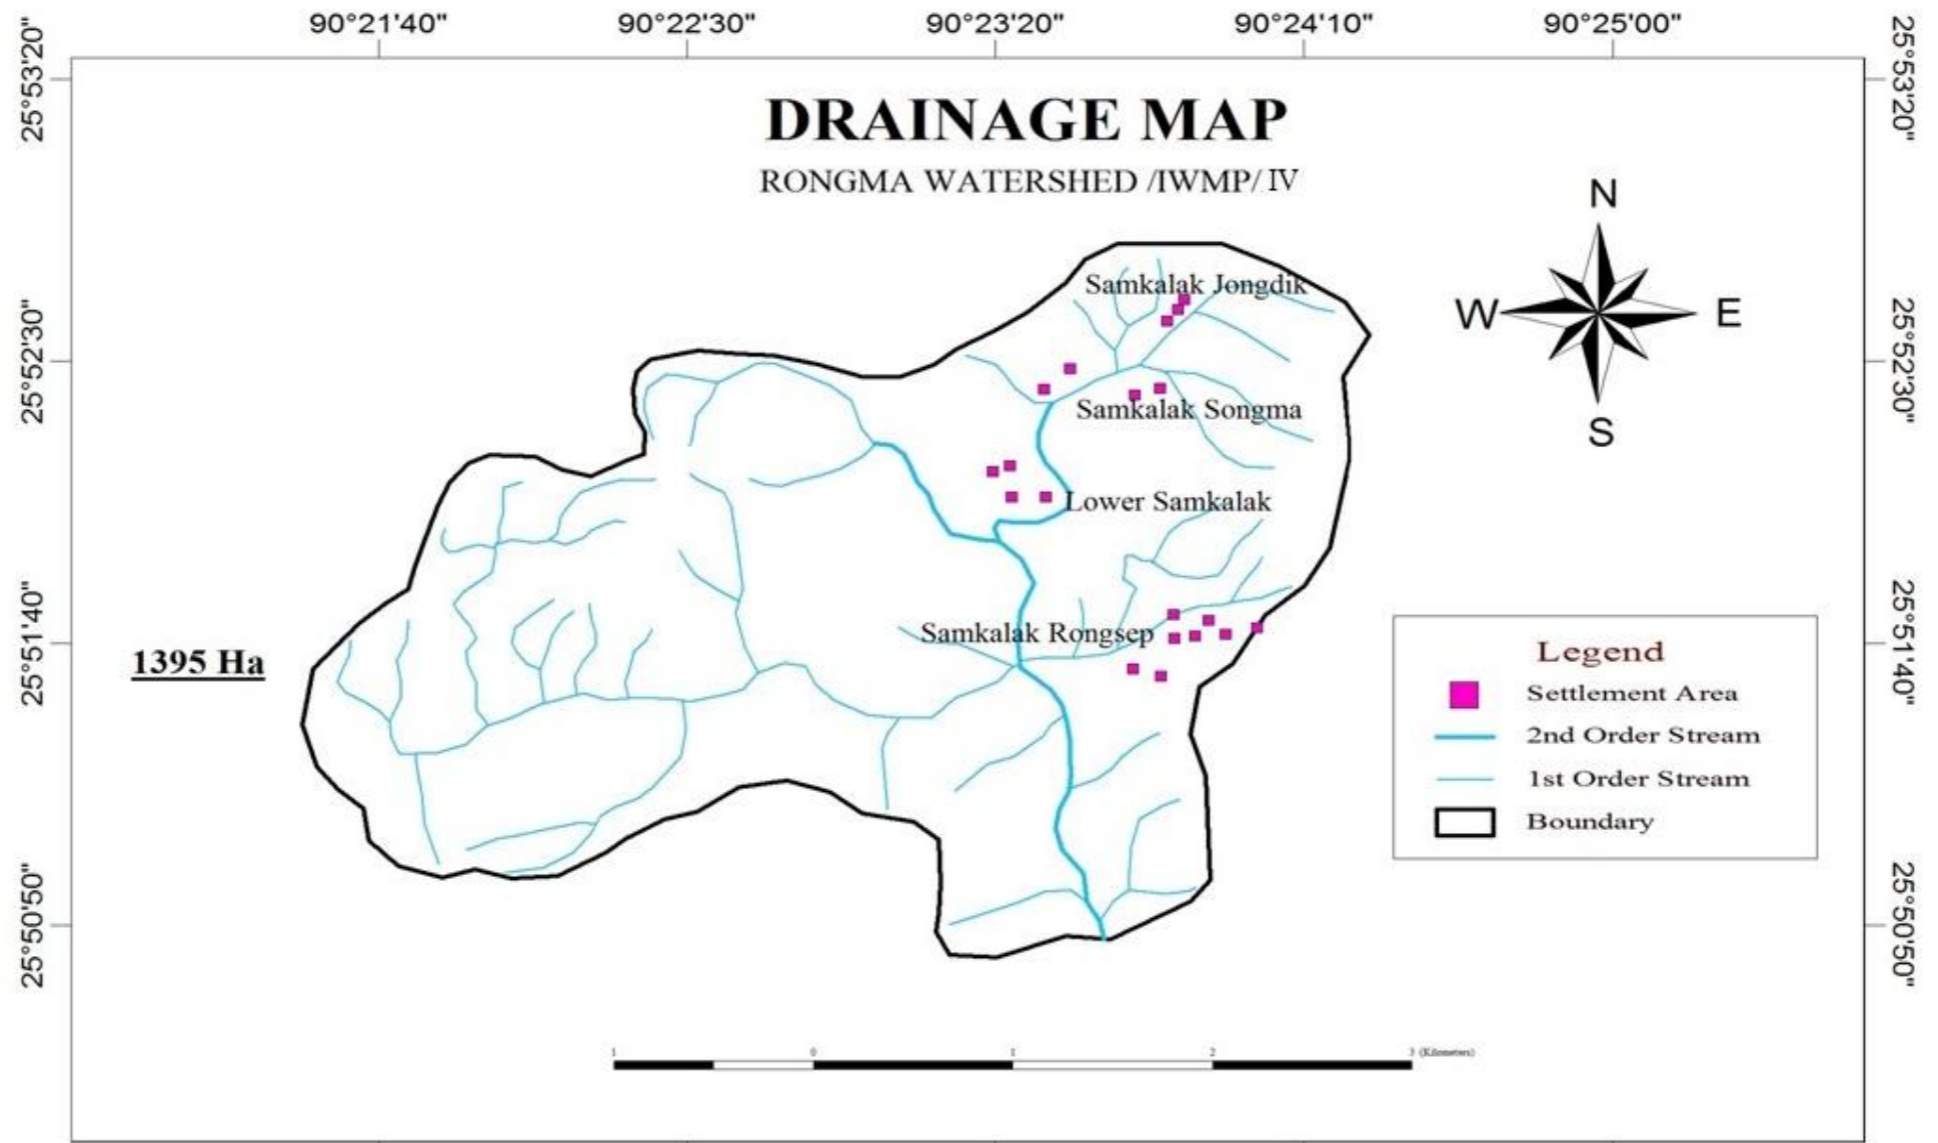 90°21'40" 90°22'30" 90°23'20" 90°24'10" 90°25'00"
25°53'20" 25°53'20"
DRAINAGE MAP
RONGMA WATERSHED /IWMP/ IV
N
W E
S
Samkalak Jongdik
25°52'30" 25°52'30"
Samkalak Songma
Lower Samkalak
25°51'40" 25°51'40"
Samkalak Rongsep
1395 Ha
Legend
Settlement Area
2nd Order Stream
1st Order Stream
Boundary
25°50'50" 25°50'50"
1 0 1 2 3 (Kilometers)